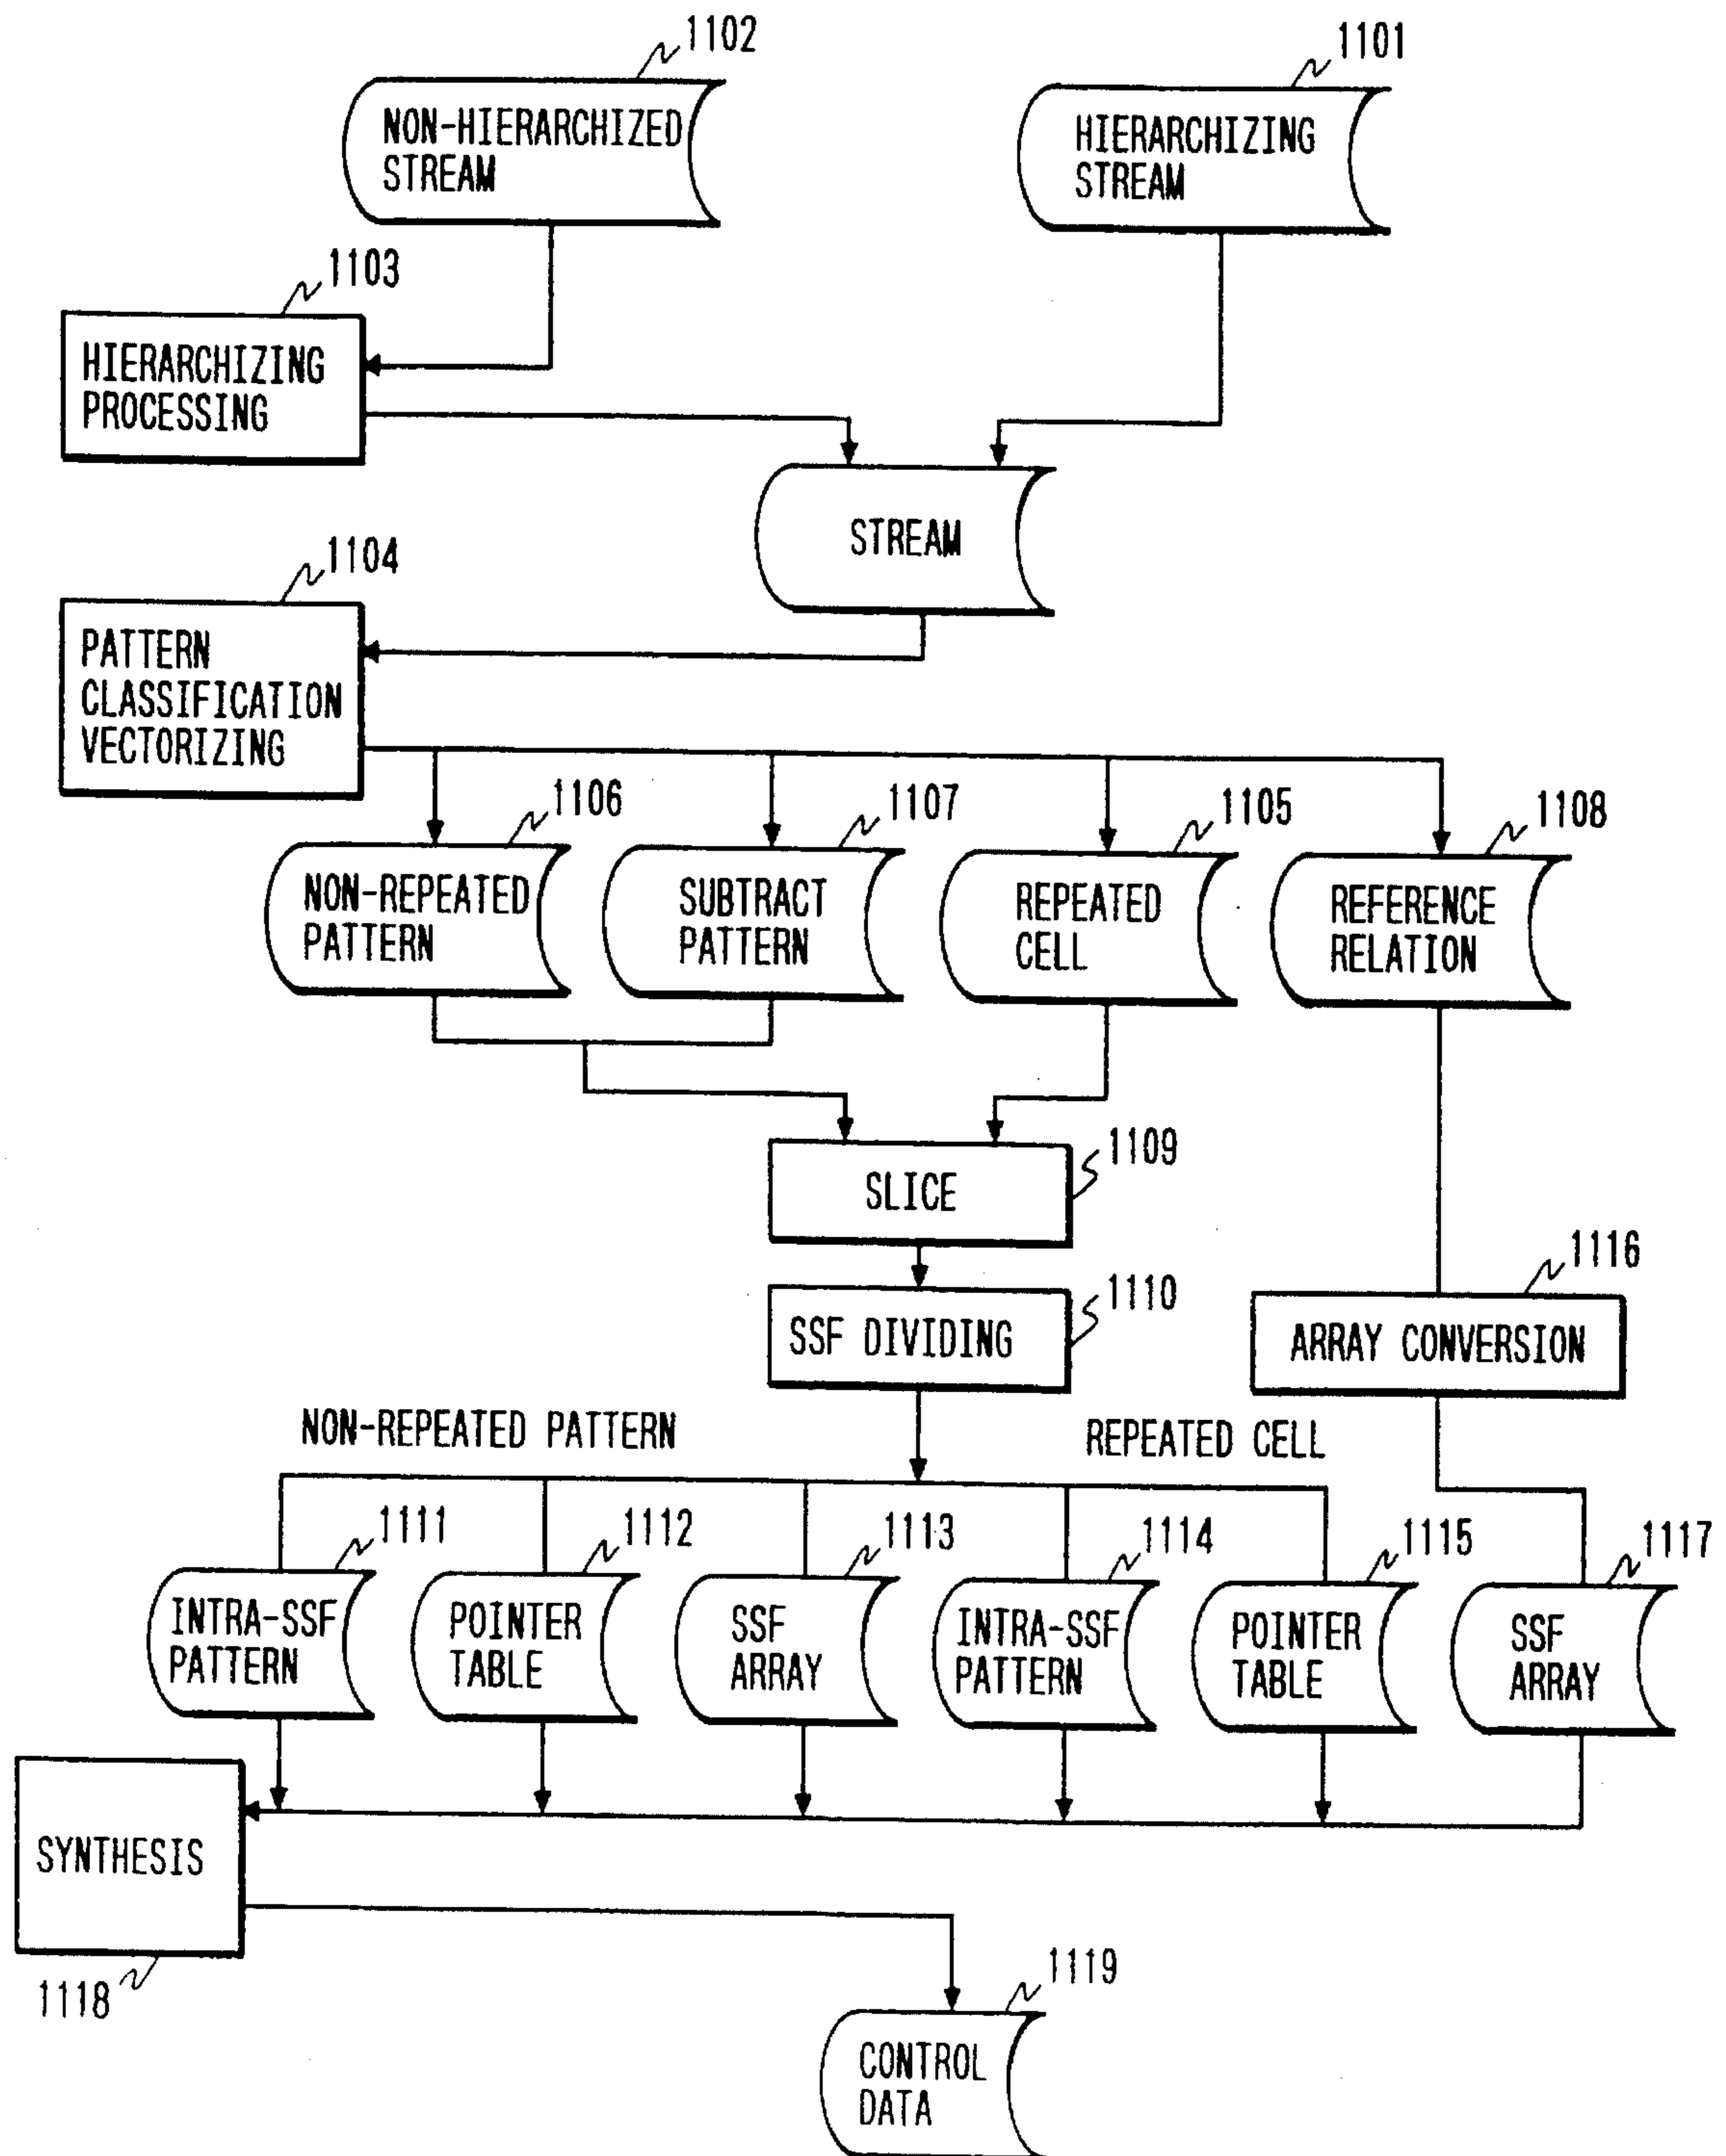 1102
1101
NON-HIERARCHIZED
STREAM
HIERARCHIZING
STREAM
1103
HIERARCHIZING
PROCESSING
STREAM
1104
PATTERN
CLASSIFICATION
VECTORIZING
1106
1107
1105
1108
NON-REPEATED
PATTERN
SUBTRACT
PATTERN
REPEATED
CELL
REFERENCE
RELATION
1109
SLICE
1110
SSF DIVIDING
1116
ARRAY CONVERSION
NON-REPEATED PATTERN
REPEATED CELL
1111
1112
1113
1114
1115
1117
INTRA-SSF
PATTERN
POINTER
TABLE
SSF
ARRAY
INTRA-SSF
PATTERN
POINTER
TABLE
SSF
ARRAY
SYNTHESIS
1118
1119
CONTROL
DATA